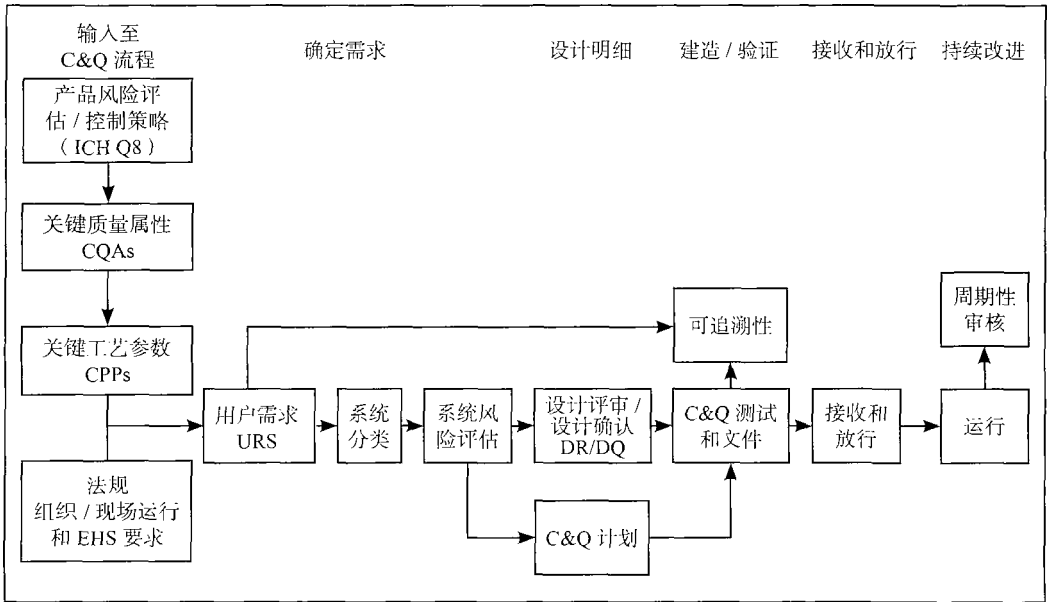 输入至
C&Q 流程
确定需求
设计明细
建造 / 验证
接收和放行
持续改进
产品风险评
估 / 控制策略
（ICH Q8）
关键质量属性
CQAs
关键工艺参数
CPPs
法规
组织 / 现场运行
和 EHS 要求
用户需求
URS
系统
分类
系统风
险评估
设计评审 /
设计确认
DR/DQ
C&Q 计划
可追溯性
C&Q 测试
和文件
接收和
放行
周期性
审核
运行